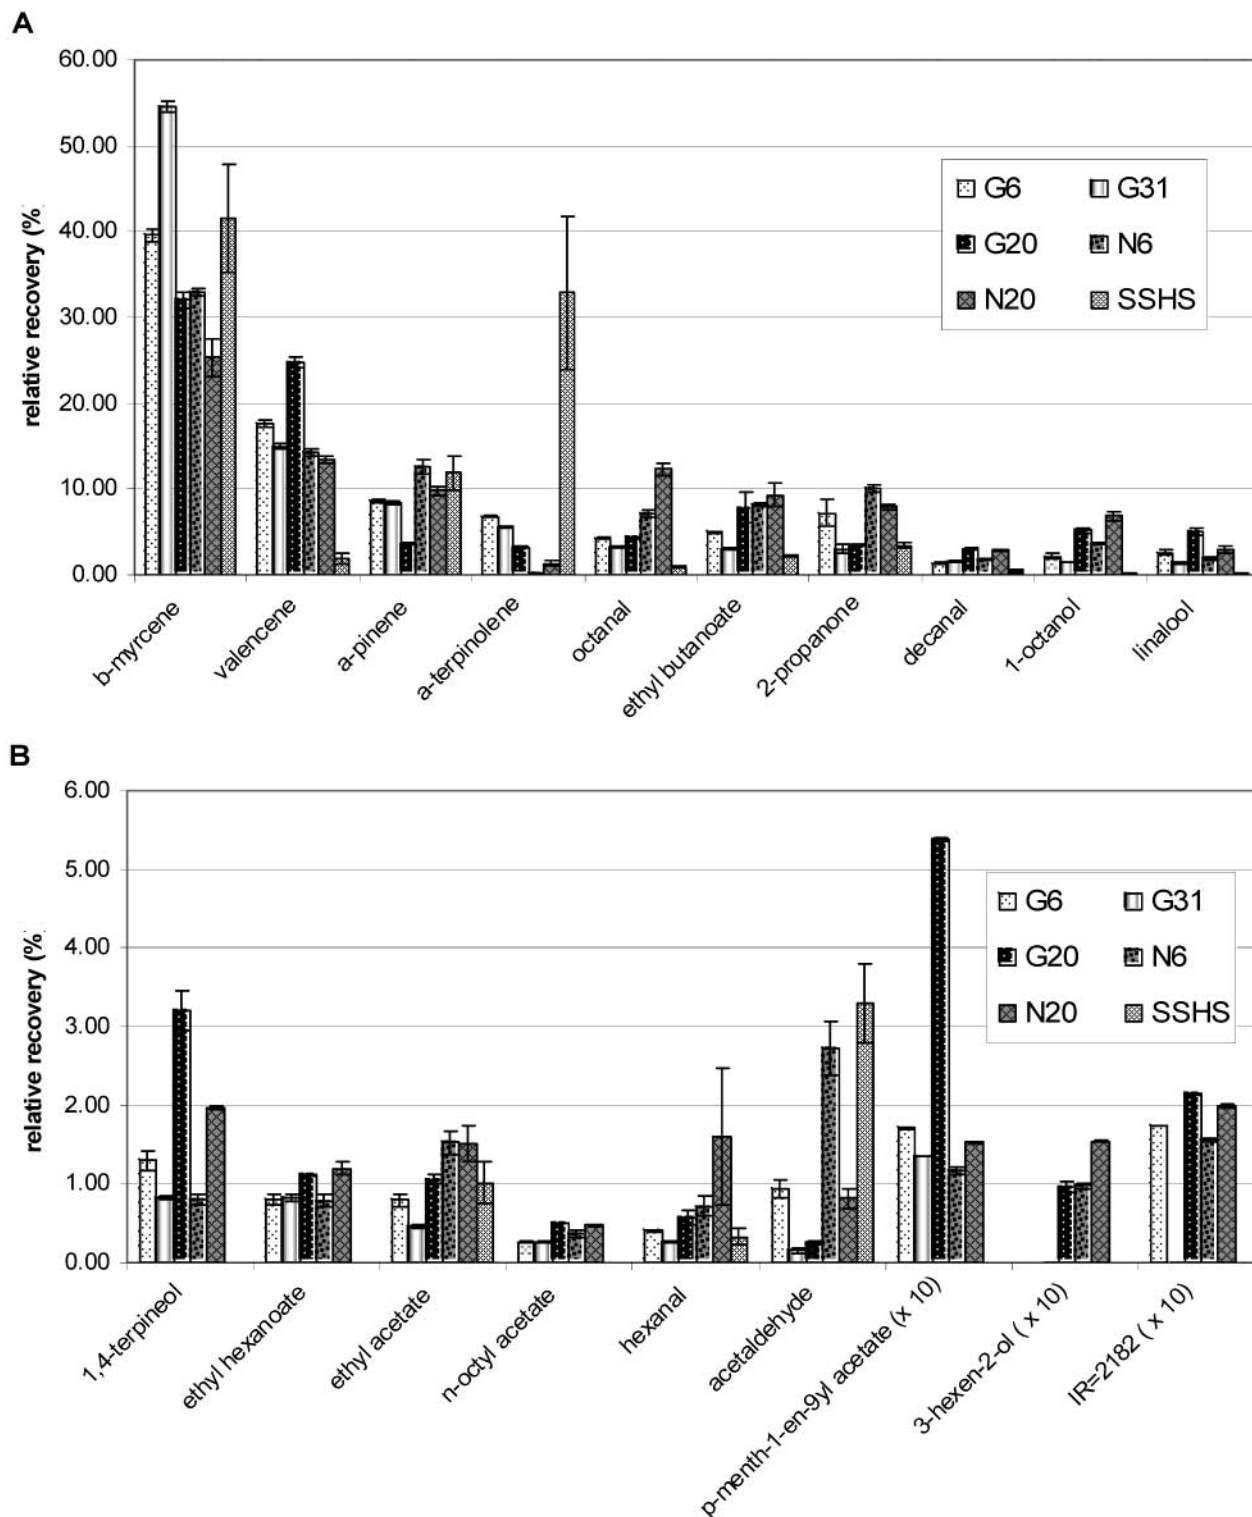 A
60.00
50.00
40.00
30.00
20.00
10.00
0.00
relative recovery (%
G6 G31
G20 N6
N20 SSHS
b-myrcene
valencene
a-pinene
a-terpinolene
octanal
ethyl butanoate
2-propanone
decanal
1-octanol
linalool
B
6.00
5.00
4.00
3.00
2.00
1.00
0.00
relative recovery (%
G6 G31
G20 N6
N20 SSHS
1,4-terpineol
ethyl hexanoate
ethyl acetate
n-octyl acetate
hexanal
acetaldehyde
p-menth-1-en-9yl acetate (x 10)
3-hexen-2-ol ( x 10)
IR=2182 ( x 10)